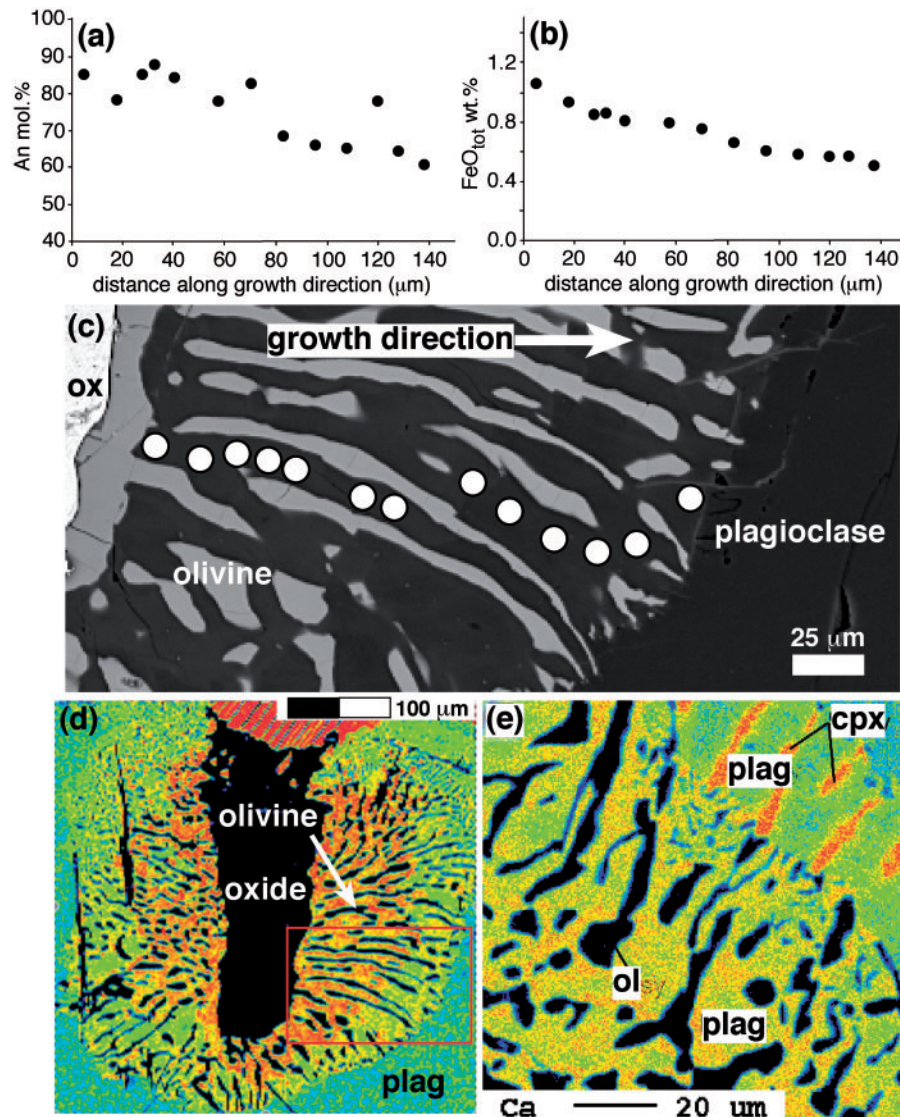 (a)
An mol.%
100
90
80
70
60
50
40
0 20 40 60 80 100 120 140
distance along growth direction (μm)
(b)
FeO_tot wt.%
1.2
0.8
0.4
0.0
0 20 40 60 80 100 120 140
distance along growth direction (μm)
(c)
growth direction
ox
olivine
plagioclase
25 μm
(d)
100 μm
olivine
oxide
plag
(e)
cpx
plag
ol
plag
Ca 20 um